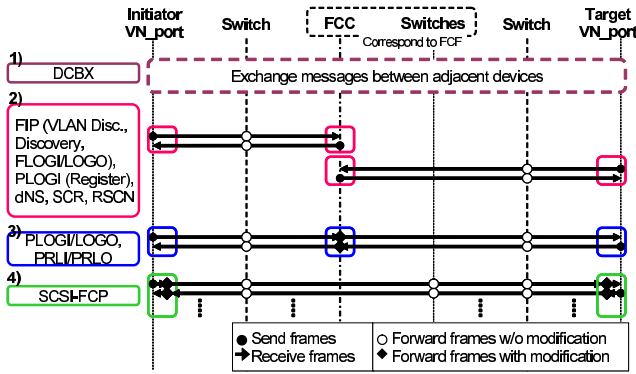 Initiator
VN_port
Switch
FCC
Switches
Correspond to FCF
Switch
Target
VN_port
1)
DCBX
Exchange messages between adjacent devices
2)
FIP (VLAN Disc.,
Discovery,
FLOGI/LOGO),
PLOGI (Register),
dNS, SCR, RSCN
3)
PLOGI/LOGO,
PRLI/PRLO
4)
SCSI-FCP
Send frames
Receive frames
Forward frames w/o modification
Forward frames with modification